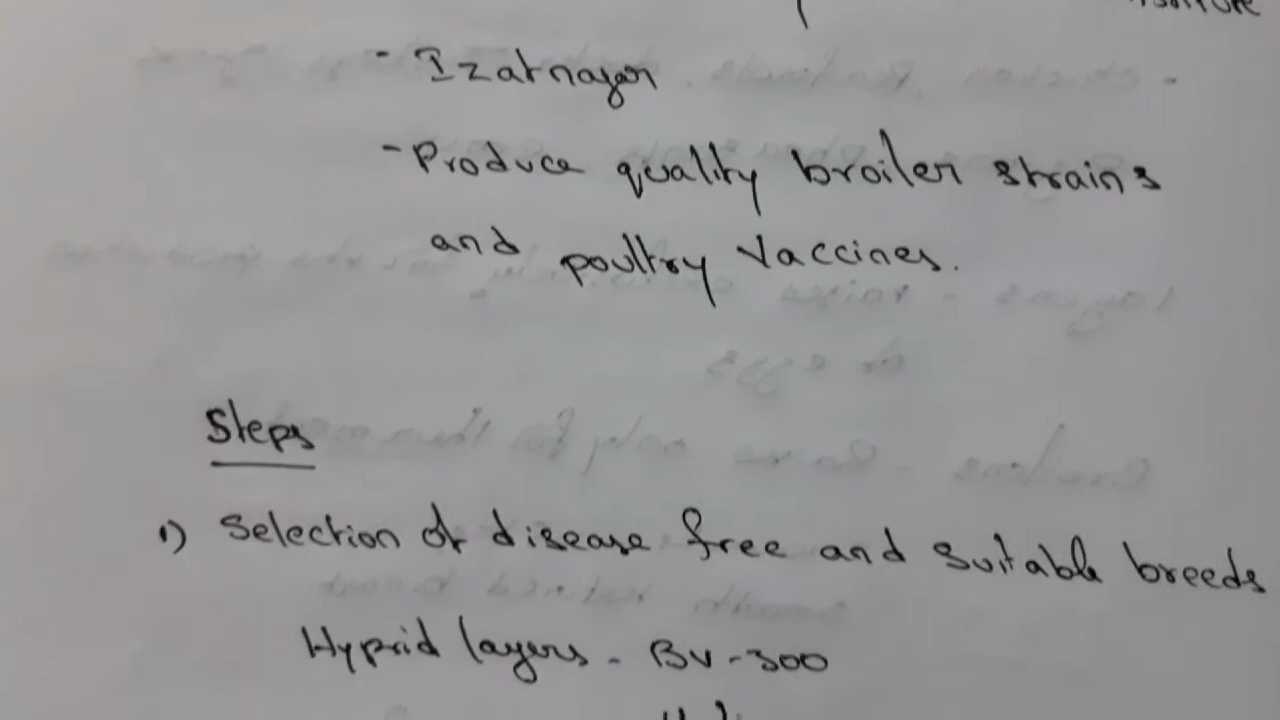 - Izatnagar
- Produce quality broiler strains
and poultry vaccines.
Steps
1) Selection of disease free and suitable breeds
Hyprid layers - BV-300